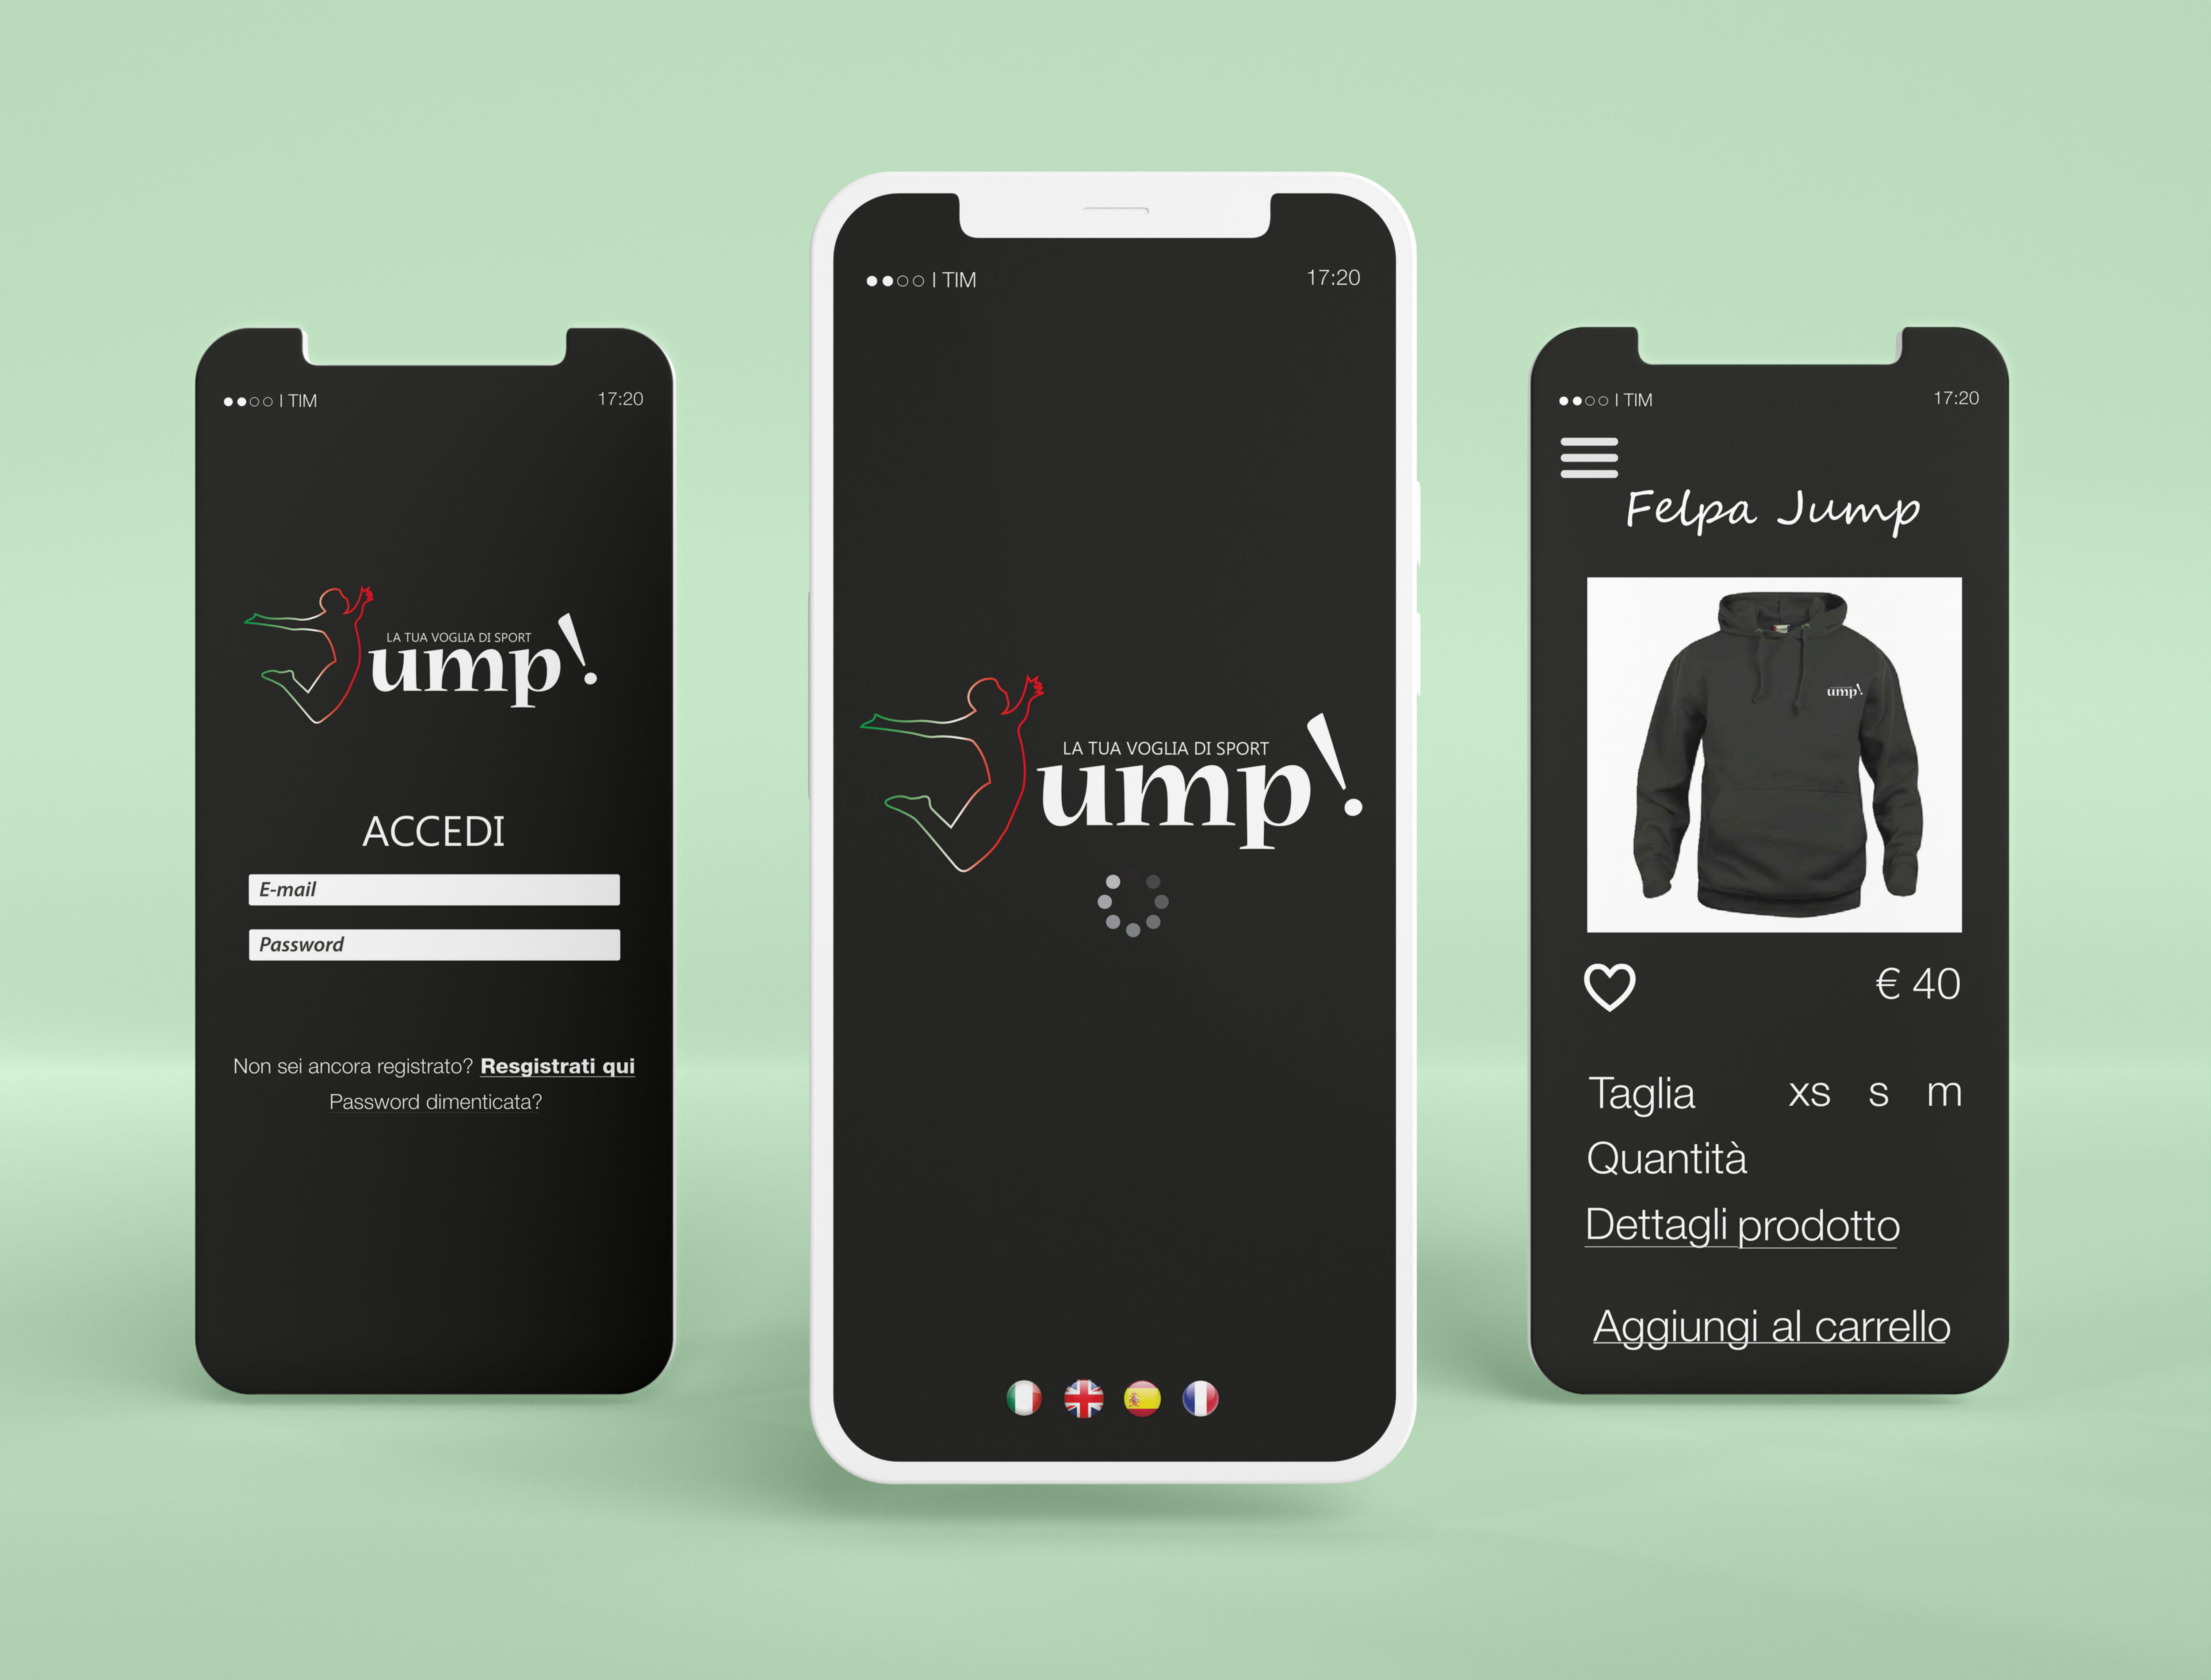 TIM
17:20
LA TUA VOGLIA DI SPORT
ump!
ACCEDI
E-mail
Password
Non sei ancora registrato? Resgistrati qui
Password dimenticata?
TIM
17:20
LA TUA VOGLIA DI SPORT
ump!
TIM
17:20
Felpa Jump
ump!
€ 40
Taglia xs s m
Quantità
Dettagli prodotto
Aggiungi al carrello